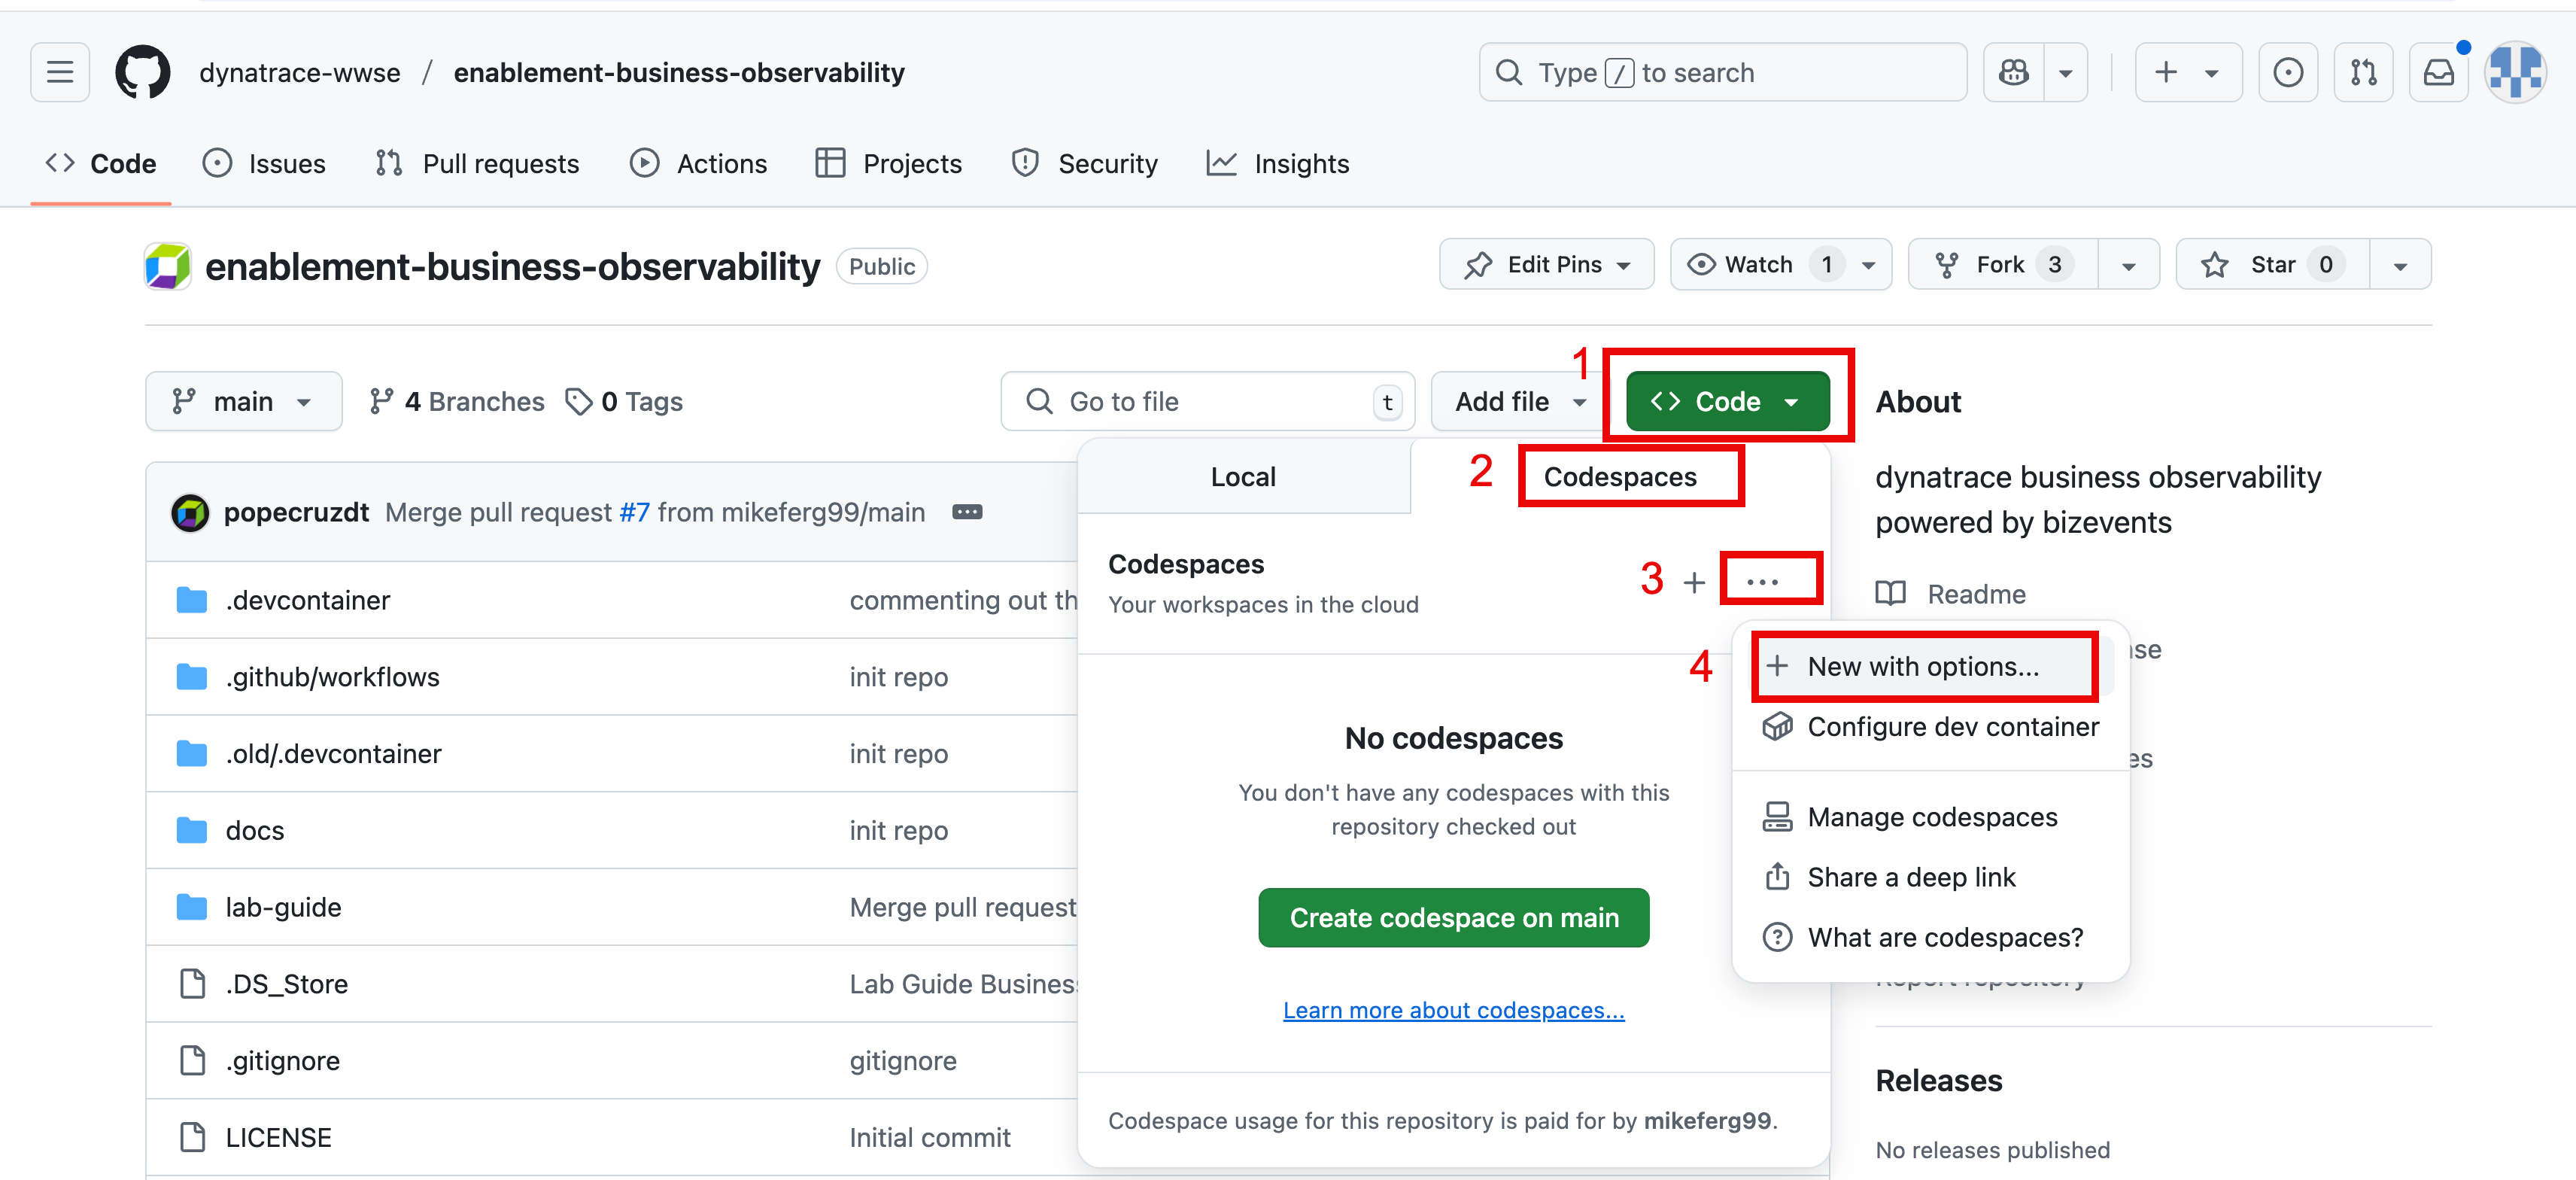 dynatrace-wwse / enablement-business-observability
Type / to search
Code
Issues
Pull requests
Actions
Projects
Security
Insights
enablement-business-observability
Public
Edit Pins
Watch 1
Fork 3
Star 0
main
4 Branches
0 Tags
Go to file
t
Add file
1
Code
About
dynatrace business observability
powered by bizevents
Readme
nse
es
Report repository
Releases
No releases published
Local
2
Codespaces
Codespaces
Your workspaces in the cloud
3
4
New with options...
Configure dev container
Manage codespaces
Share a deep link
What are codespaces?
No codespaces
You don't have any codespaces with this
repository checked out
Create codespace on main
Learn more about codespaces...
Codespace usage for this repository is paid for by mikeferg99.
popecruzdt Merge pull request #7 from mikeferg99/main
.devcontainer commenting out th
.github/workflows init repo
.old/.devcontainer init repo
docs init repo
lab-guide Merge pull request
.DS_Store Lab Guide Business
.gitignore gitignore
LICENSE Initial commit